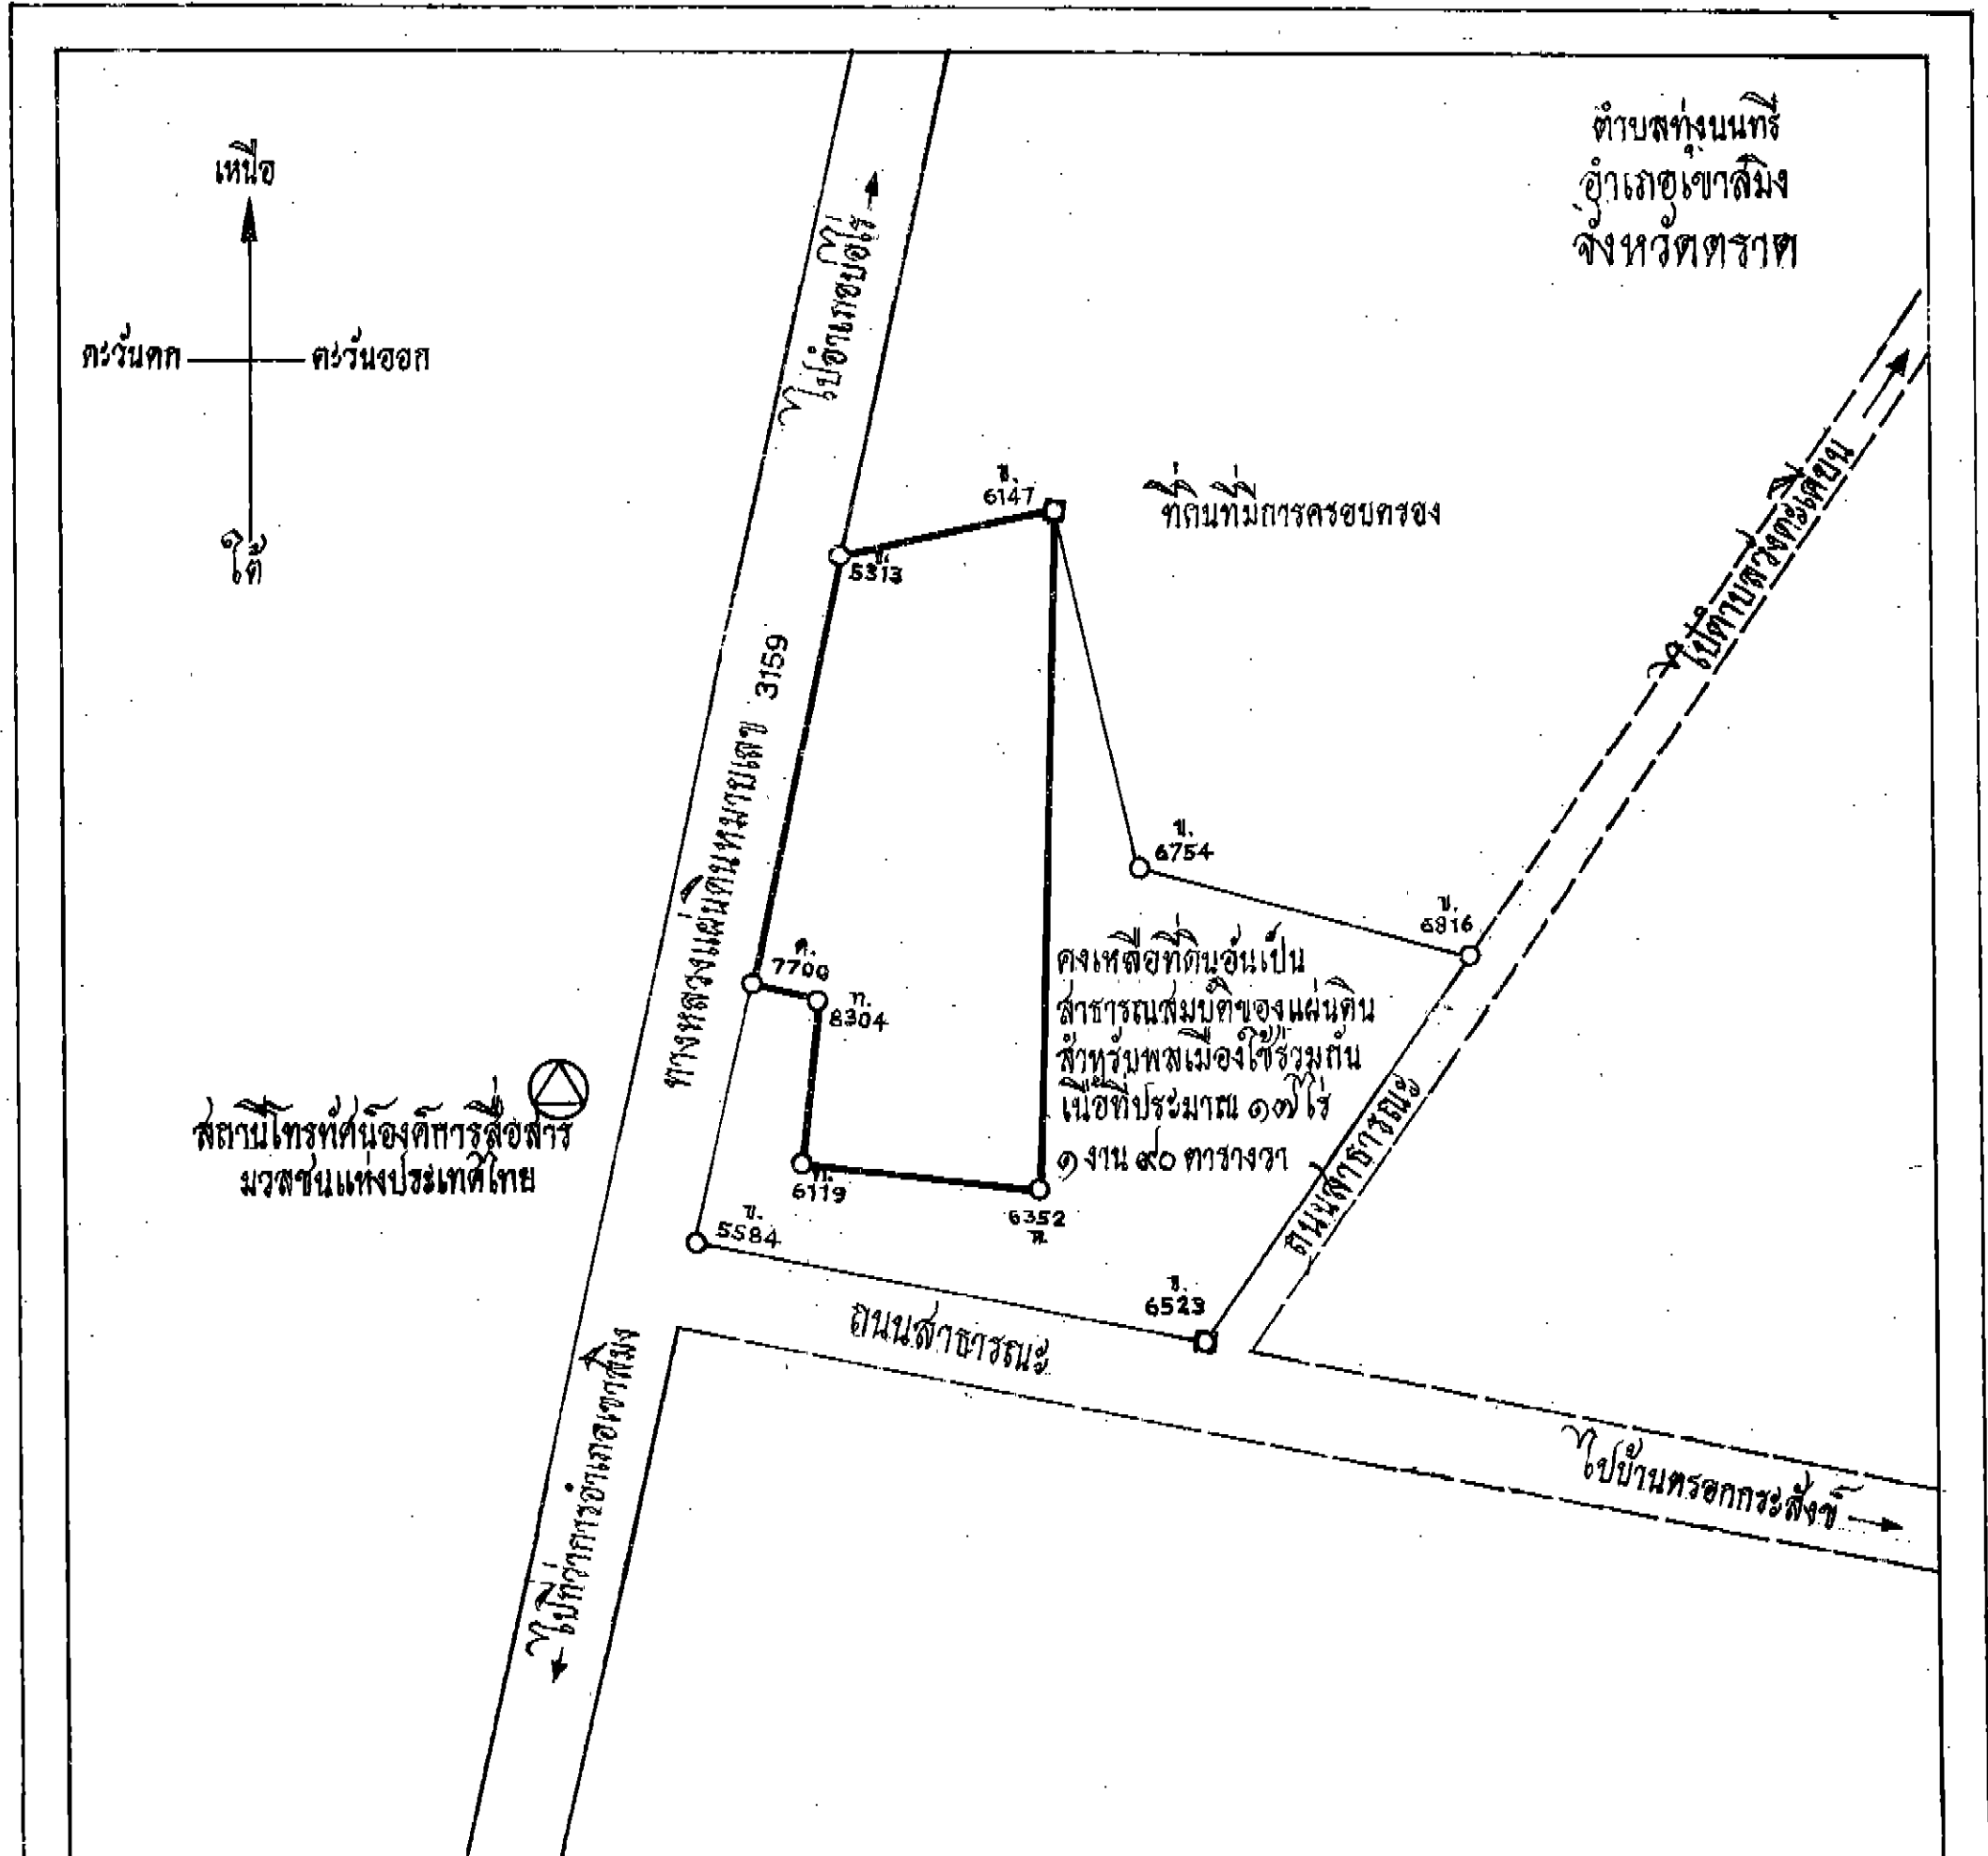 ตำบลทุ่งนนทรี
อำเภอเขาสมิง
จังหวัดตราด
เหนือ
ตะวันตก
ตะวันออก
ใต้
ไปอำเภอบ่อไร่
ข.
6147
ที่ดินที่มีการครอบครอง
ข.
5313
ทางหลวงแผ่นดินหมายเลข 3159
ไปตำบลวังตะเคียน
ข.
6754
ข.
6816
ค.
7700
ท.
8304
คงเหลือที่ดินอันเป็น
สาธารณสมบัติของแผ่นดิน
สำหรับพลเมืองใช้ร่วมกัน
เนื้อที่ประมาณ ๑๗ ไร่
๑ งาน ๙๐ ตารางวา
สถานีโทรทัศน์องค์การสื่อสาร
มวลชนแห่งประเทศไทย
ท.
6119
6352
ท.
ข.
5584
ข.
6523
ถนนสาธารณะ
ถนนสาธารณะ
ไปที่ว่าการอำเภอเขาสมิง
ไปบ้านตรอกกระสังข์